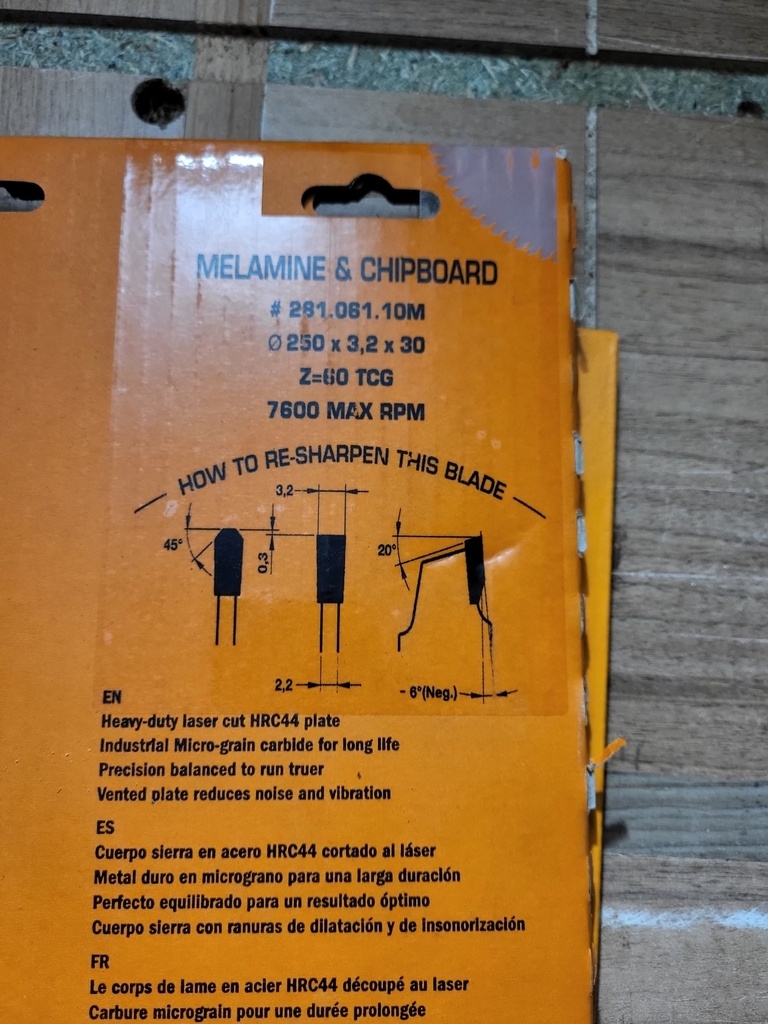 MELAMINE & CHIPBOARD
# 281.061.10M
Ø 250 x 3,2 x 30
Z=60 TCG
7600 MAX RPM
HOW TO RE-SHARPEN THIS BLADE
3,2
45°
0,3
20°
2,2
- 6°(Neg.)
EN
Heavy-duty laser cut HRC44 plate
Industrial Micro-grain carbide for long life
Precision balanced to run truer
Vented plate reduces noise and vibration
ES
Cuerpo sierra en acero HRC44 cortado al láser
Metal duro en micrograno para una larga duración
Perfecto equilibrado para un resultado óptimo
Cuerpo sierra con ranuras de dilatación y de insonorización
FR
Le corps de lame en acier HRC44 découpé au laser
Carbure micrograin pour une durée prolongée